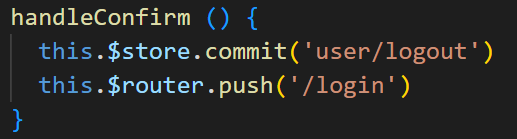 handleConfirm () {
  this.$store.commit('user/logout')
  this.$router.push('/login')
}